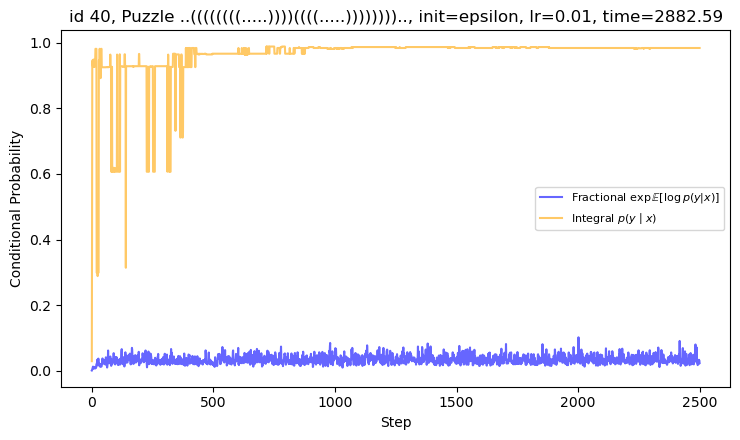 id 40, Puzzle ..((((((((.....))))((((.....)))))))).., init=epsilon, lr=0.01, time=2882.59
1.0
0.8
0.6
0.4
0.2
0.0
Conditional Probability
Fractional exp𝔼[log p(y|x)]
Integral p(y | x)
0
500
1000
1500
2000
2500
Step